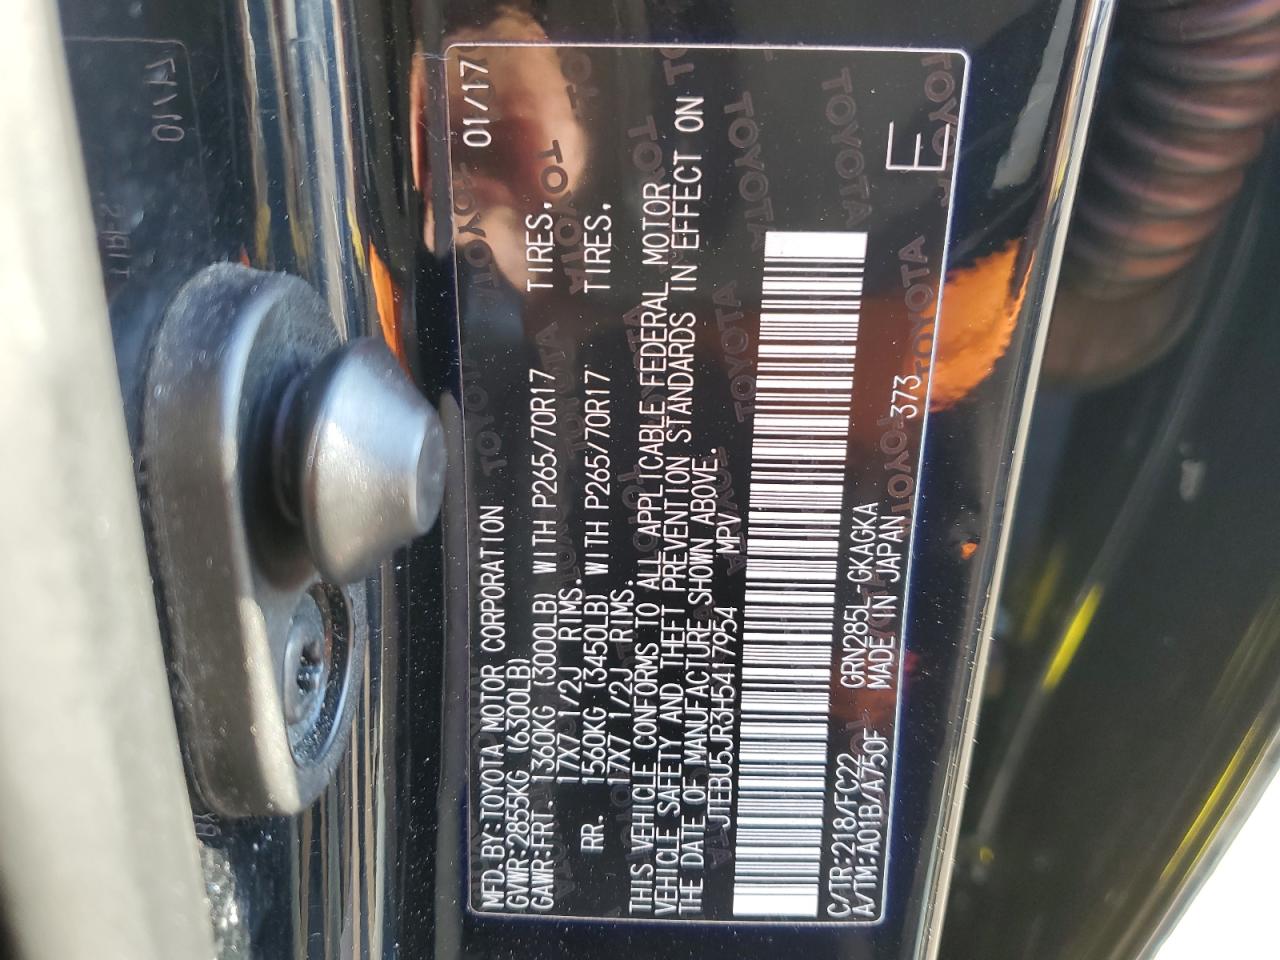 MFD. BY: TOYOTA MOTOR CORPORATION 01/17
GVWR: 2855KG (6300LB)
GAWR: FRT. 1360KG (3000LB) WITH P265/70R17 TIRES,
17X7 1/2J RIMS.
RR. 1560KG (3450LB) WITH P265/70R17 TIRES,
17X7 1/2J RIMS.
THIS VEHICLE CONFORMS TO ALL APPLICABLE FEDERAL MOTOR
VEHICLE SAFETY AND THEFT PREVENTION STANDARDS IN EFFECT ON
THE DATE OF MANUFACTURE SHOWN ABOVE.
JTEBU5JR3H5417954 MPV
C/TR: 218/FC22 GRN285L-GKAGKA
A/TM: A01B/A750F MADE IN JAPAN 373
E